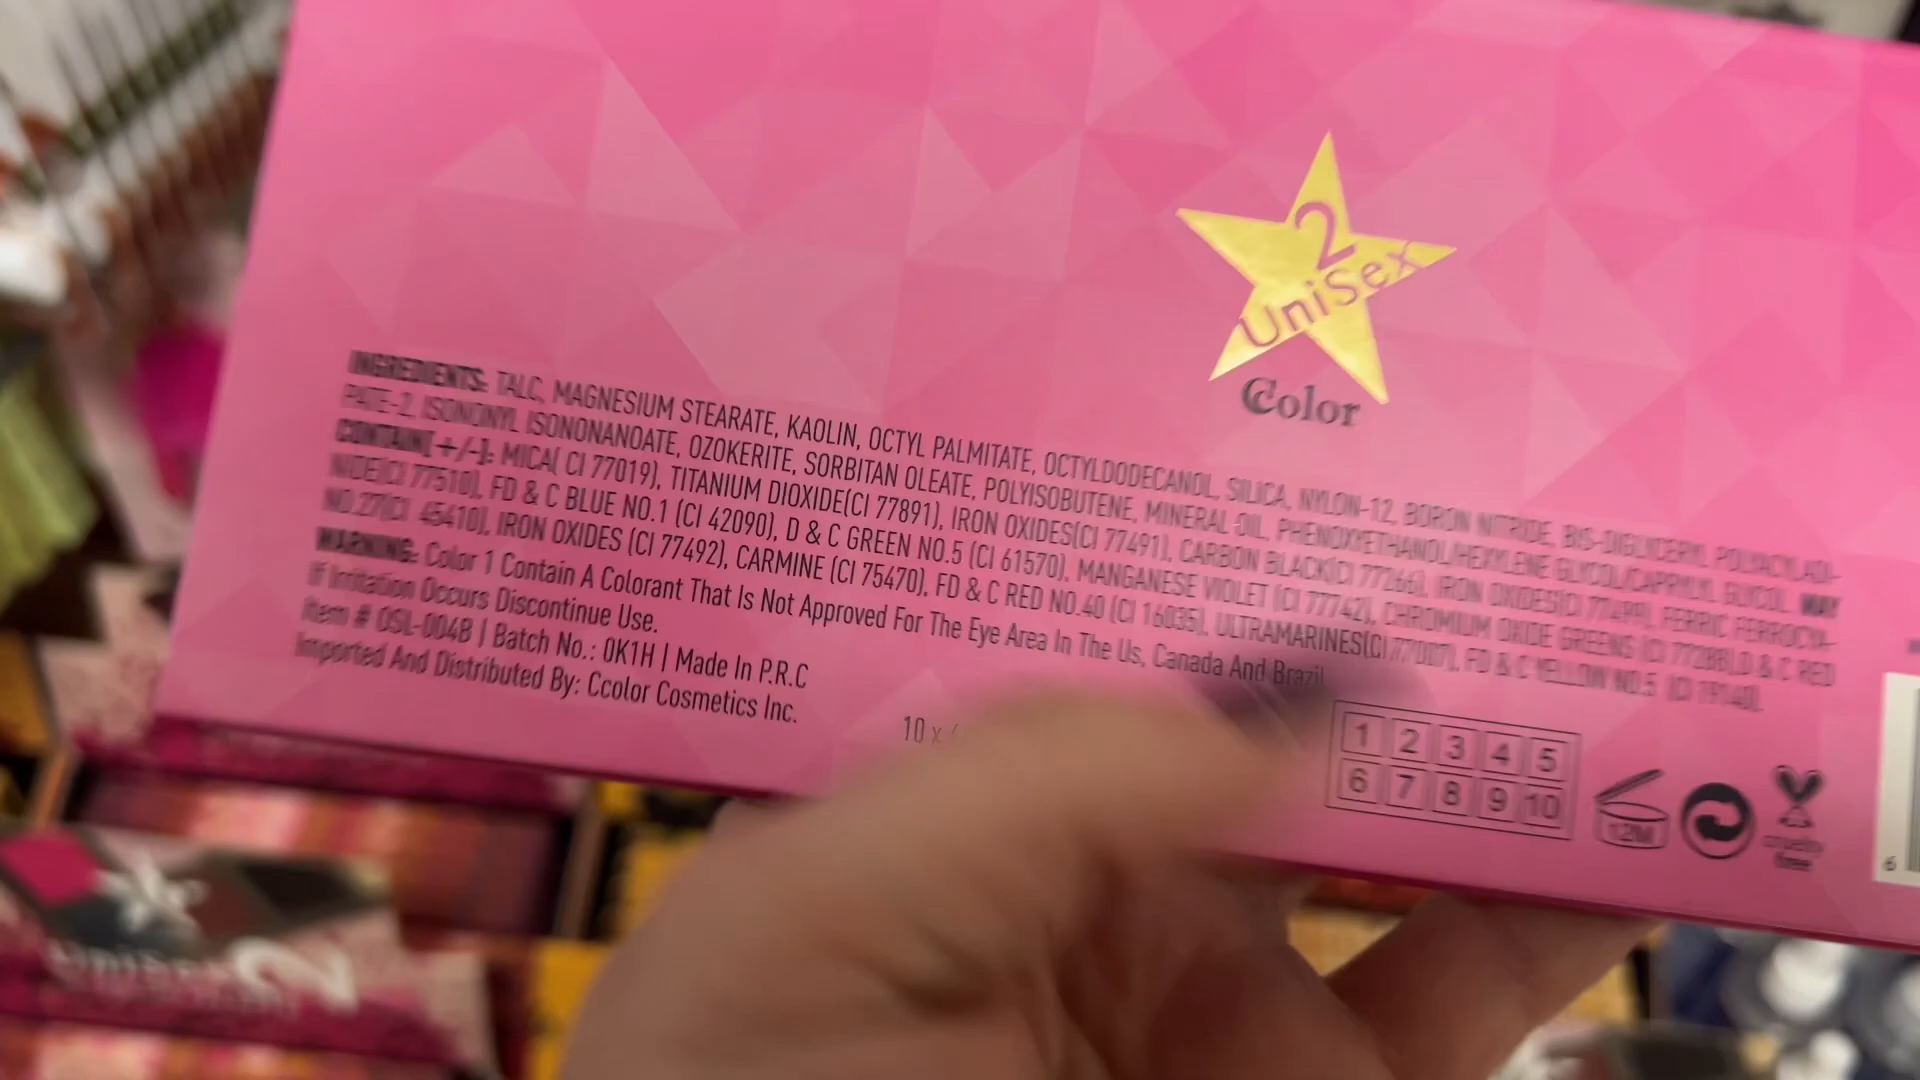 2
UniSex
Ccolor
INGREDIENTS: TALC, MAGNESIUM STEARATE, KAOLIN, OCTYL PALMITATE, OCTYLDODECANOL, SILICA, NYLON-12, BORON NITRIDE, BIS-DIGLYCERYL POLYACYLADI-
PATE-2, ISONONYL ISONONANOATE, OZOKERITE, SORBITAN OLEATE, POLYISOBUTENE, MINERAL OIL, PHENOXYETHANOL/HEXYLENE GLYCOL/CAPRYLYL GLYCOL. MAY
CONTAIN[+/-]: MICA( CI 77019), TITANIUM DIOXIDE(CI 77891), IRON OXIDES(CI 77491), CARBON BLACK(CI 77266), IRON OXIDES(CI 77499), FERRIC FERROCYA-
NIDE(CI 77510), FD & C BLUE NO.1 (CI 42090), D & C GREEN NO.5 (CI 61570), MANGANESE VIOLET (CI 77742), CHROMIUM OXIDE GREENS (CI 77288),D & C RED
NO.27(CI 45410), IRON OXIDES (CI 77492), CARMINE (CI 75470), FD & C RED NO.40 (CI 16035), ULTRAMARINES(CI 77007), FD & C YELLOW NO.5 (CI 19140).
WARNING: Color 1 Contain A Colorant That Is Not Approved For The Eye Area In The Us, Canada And Brazil
If Irritation Occurs Discontinue Use.
Item # OSL-004B | Batch No.: 0K1H | Made In P.R.C
Imported And Distributed By: Ccolor Cosmetics Inc.
10 x
1 2 3 4 5
6 7 8 9 10
12M
cruelty
free
6